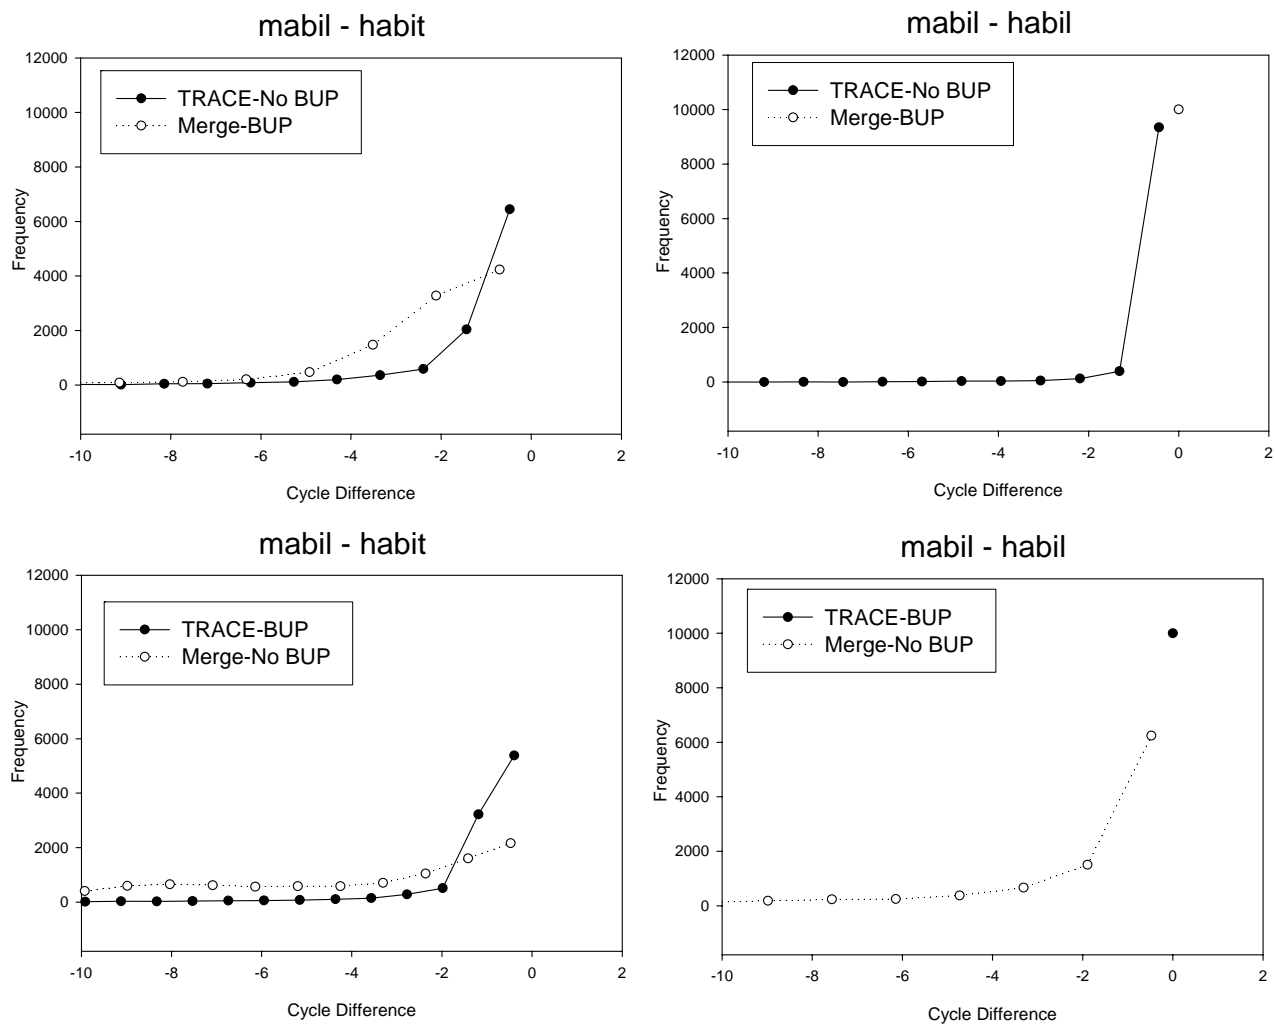 mabil - habit
12000
10000
8000
6000
4000
2000
0
Frequency
TRACE-No BUP
Merge-BUP
-10 -8 -6 -4 -2 0 2
Cycle Difference
mabil - habil
12000
10000
8000
6000
4000
2000
0
Frequency
TRACE-No BUP
Merge-BUP
-10 -8 -6 -4 -2 0 2
Cycle Difference
mabil - habit
12000
10000
8000
6000
4000
2000
0
Frequency
TRACE-BUP
Merge-No BUP
-10 -8 -6 -4 -2 0 2
Cycle Difference
mabil - habil
12000
10000
8000
6000
4000
2000
0
Frequency
TRACE-BUP
Merge-No BUP
-10 -8 -6 -4 -2 0 2
Cycle Difference